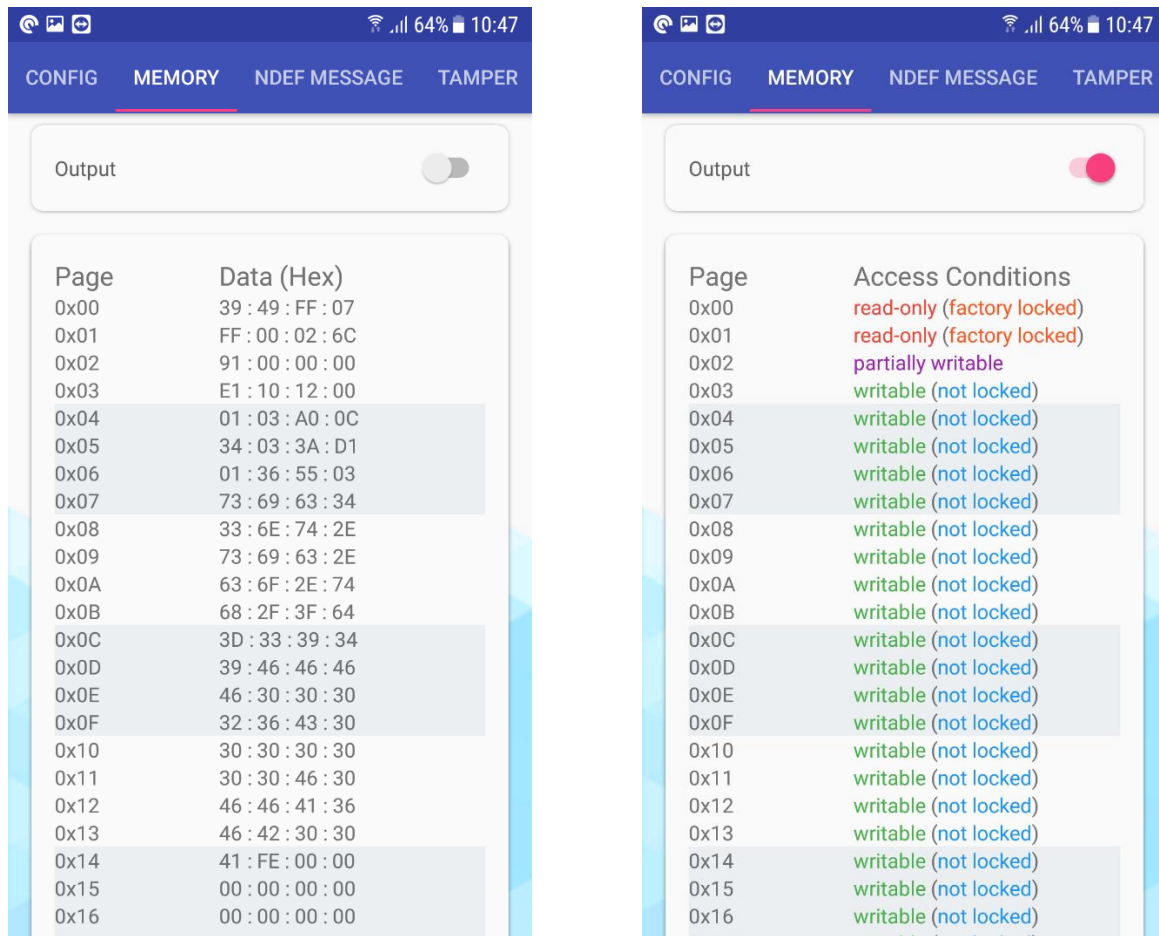 64% 10:47
CONFIG MEMORY NDEF MESSAGE TAMPER
Output
Page Data (Hex)
0x00 39 : 49 : FF : 07
0x01 FF : 00 : 02 : 6C
0x02 91 : 00 : 00 : 00
0x03 E1 : 10 : 12 : 00
0x04 01 : 03 : A0 : 0C
0x05 34 : 03 : 3A : D1
0x06 01 : 36 : 55 : 03
0x07 73 : 69 : 63 : 34
0x08 33 : 6E : 74 : 2E
0x09 73 : 69 : 63 : 2E
0x0A 63 : 6F : 2E : 74
0x0B 68 : 2F : 3F : 64
0x0C 3D : 33 : 39 : 34
0x0D 39 : 46 : 46 : 46
0x0E 46 : 30 : 30 : 30
0x0F 32 : 36 : 43 : 30
0x10 30 : 30 : 30 : 30
0x11 30 : 30 : 46 : 30
0x12 46 : 46 : 41 : 36
0x13 46 : 42 : 30 : 30
0x14 41 : FE : 00 : 00
0x15 00 : 00 : 00 : 00
0x16 00 : 00 : 00 : 00
64% 10:47
CONFIG MEMORY NDEF MESSAGE TAMPER
Output
Page Access Conditions
0x00 read-only (factory locked)
0x01 read-only (factory locked)
0x02 partially writable
0x03 writable (not locked)
0x04 writable (not locked)
0x05 writable (not locked)
0x06 writable (not locked)
0x07 writable (not locked)
0x08 writable (not locked)
0x09 writable (not locked)
0x0A writable (not locked)
0x0B writable (not locked)
0x0C writable (not locked)
0x0D writable (not locked)
0x0E writable (not locked)
0x0F writable (not locked)
0x10 writable (not locked)
0x11 writable (not locked)
0x12 writable (not locked)
0x13 writable (not locked)
0x14 writable (not locked)
0x15 writable (not locked)
0x16 writable (not locked)